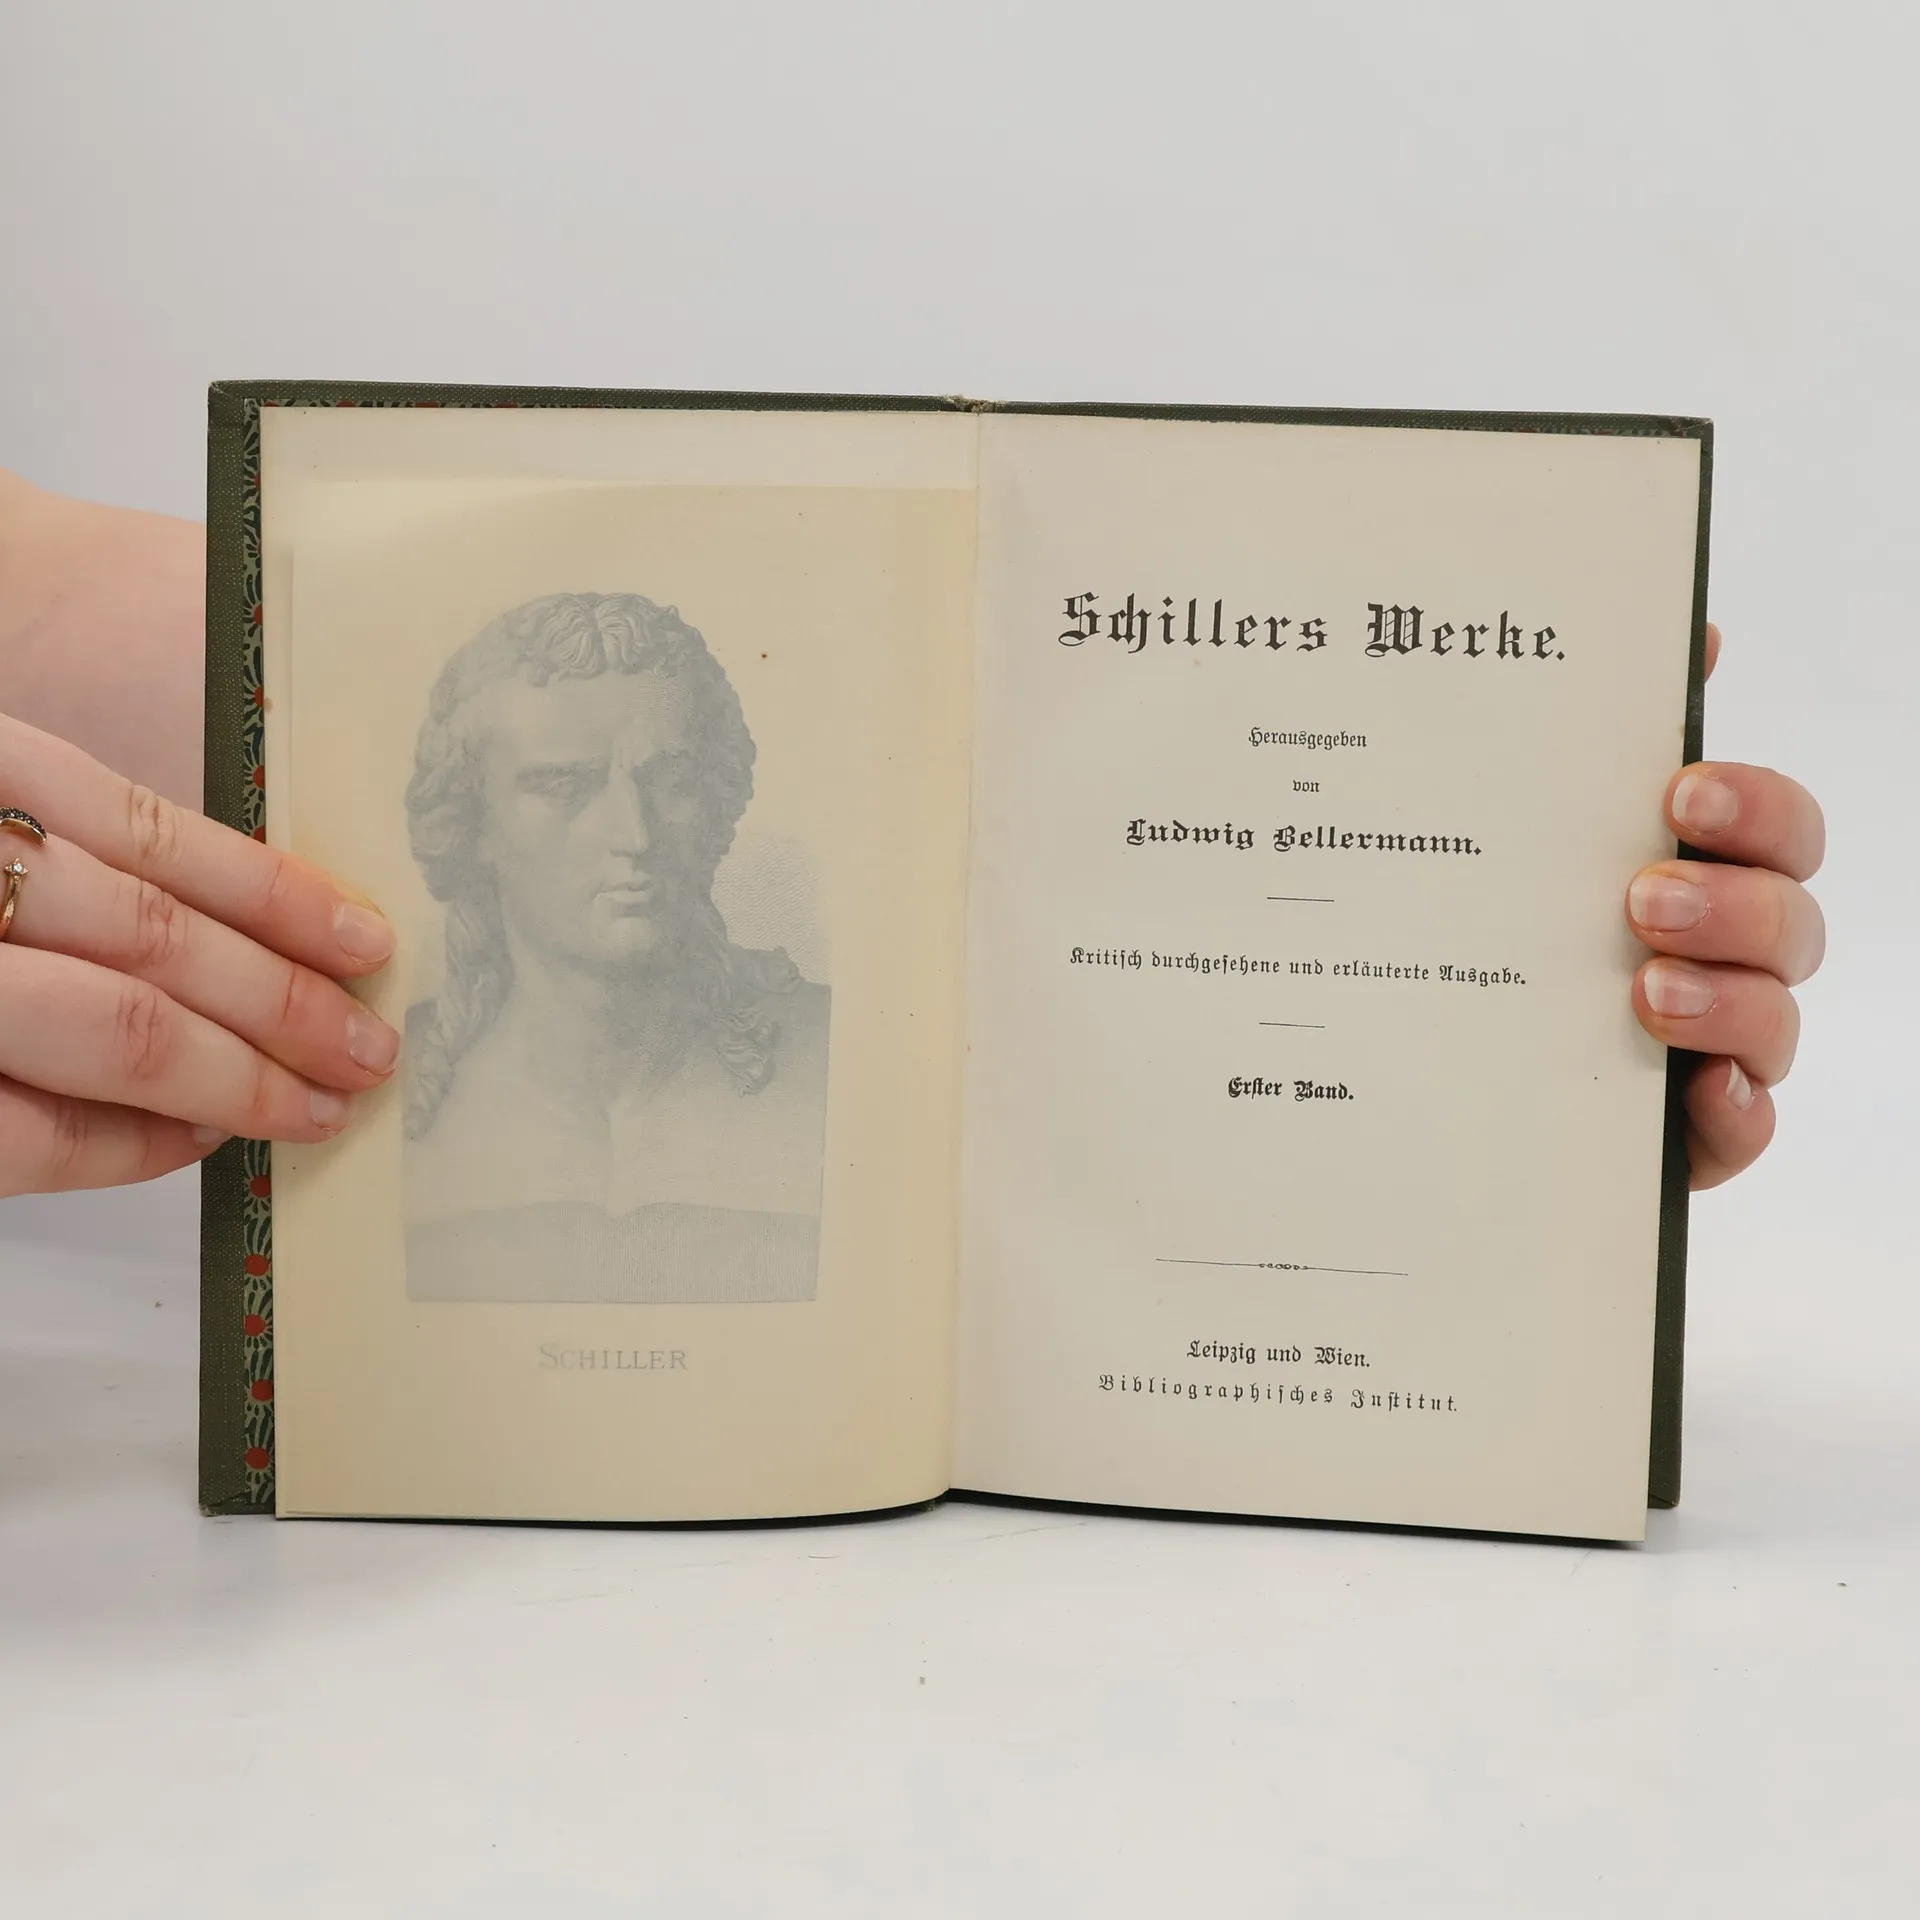 SCHILLER
Schillers Werke.
Herausgegeben
von
Ludwig Bellermann.
Kritiſch durchgeſehene und erläuterte Ausgabe.
Erſter Band.
Leipzig und Wien.
Bibliographiſches Inſtitut.